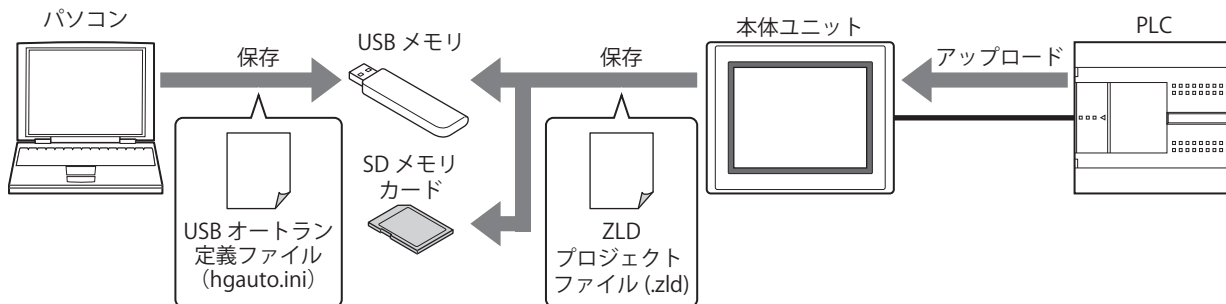 パソコン
保存
USB メモリ
SD メモリ
カード
USB オートラン
定義ファイル
（hgauto.ini）
保存
ZLD
プロジェクト
ファイル (.zld)
本体ユニット
アップロード
PLC